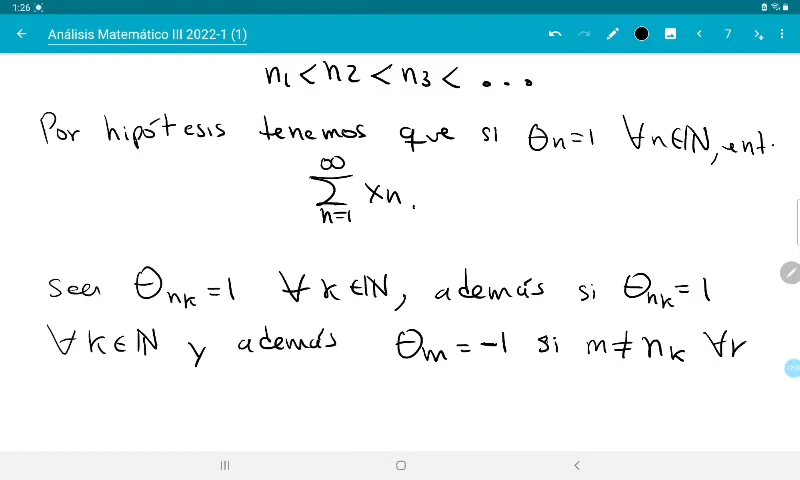 1:26
Análisis Matemático III 2022-1 (1)
7
n₁ < n2 < n3 < ...
Por hipótesis tenemos que si θn=1 ∀n∈ℕ, ent.
∞
∑ xn.
n=1
Sean θnk=1 ∀k∈ℕ, además si θnk=1
∀k∈ℕ y además θm=-1 si m≠nk ∀r